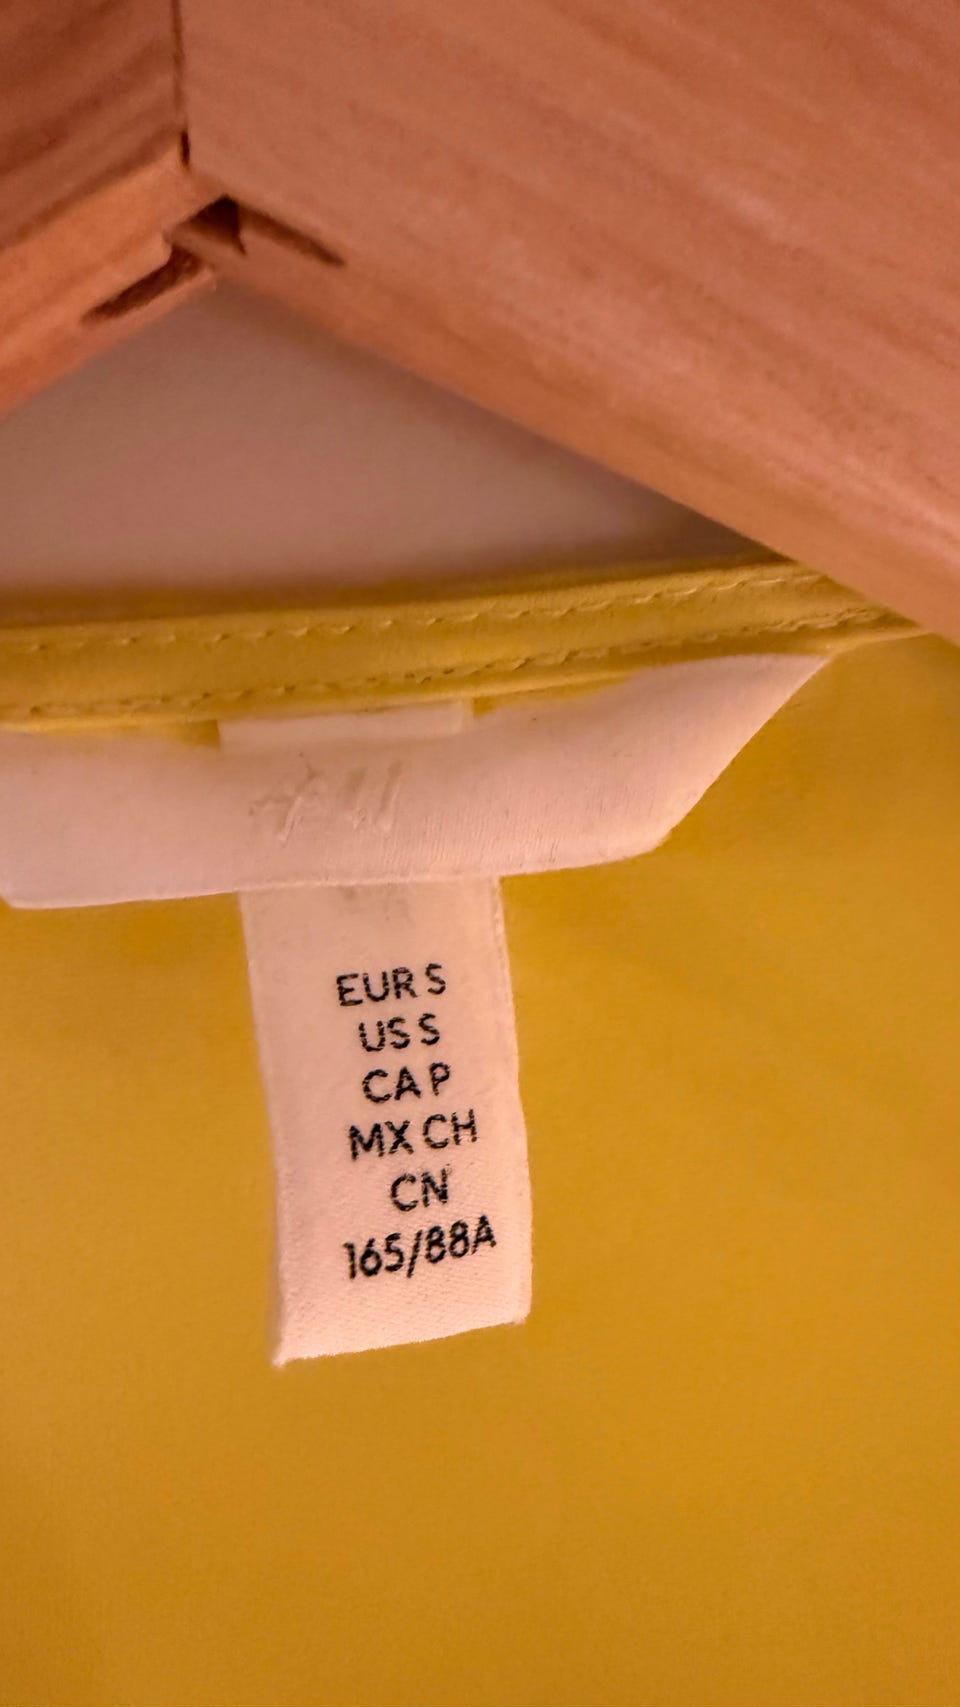 H&M
EUR S
US S
CA P
MX CH
CN
165/88A